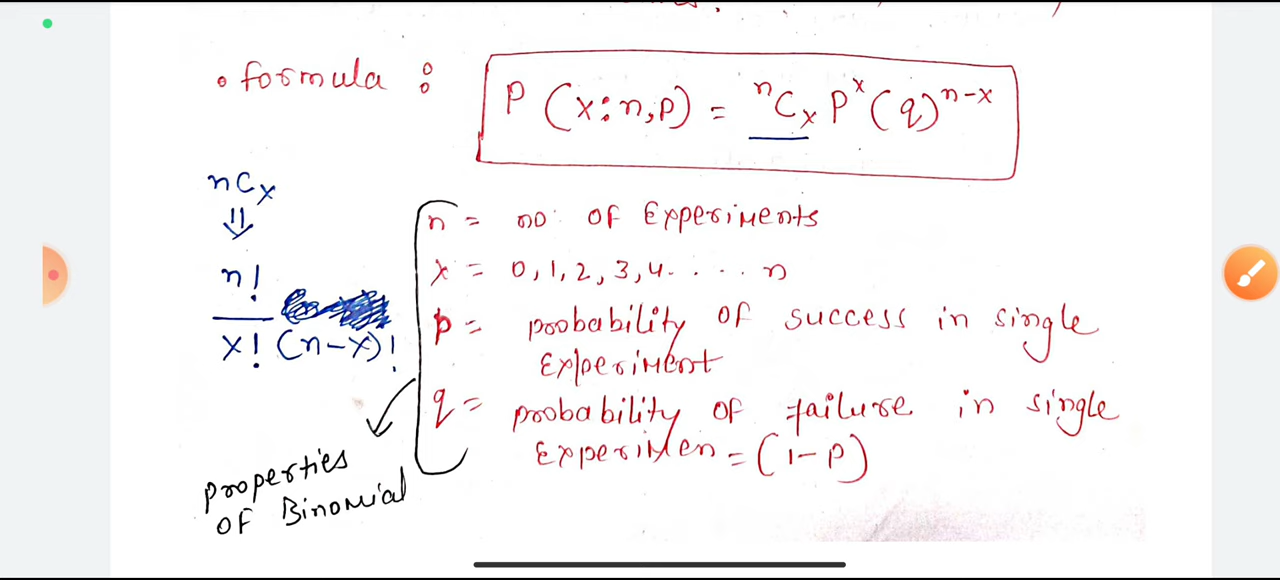 • formula :
P (x:n,p) = ⁿCₓ pˣ (q)ⁿ⁻ˣ
nCx
⇓
n!
x! (n-x)!
n = no. of Experiments
x = 0, 1, 2, 3, 4. . . . . n
p = probability of success in single
Experiment
q = probability of failure in single
Experimen = (1-p)
properties
of Binomial